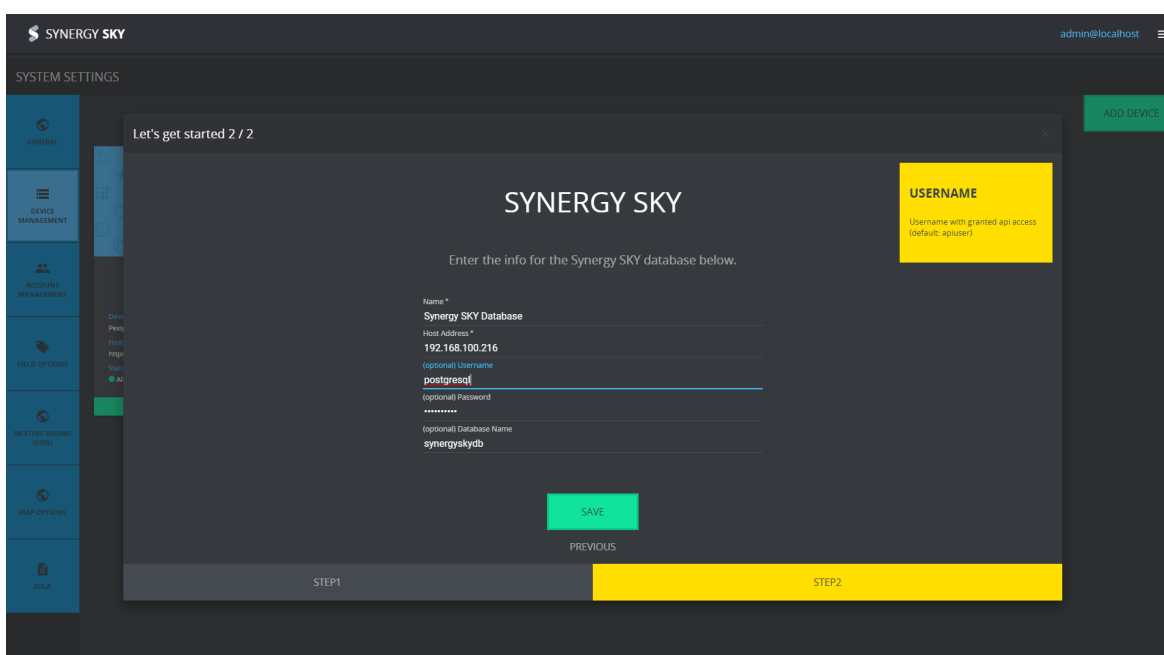 SYNERGY SKY
admin@localhost
SYSTEM SETTINGS
GENERAL
DEVICE
MANAGEMENT
ACCOUNT
MANAGEMENT
FIELD OPTIONS
MEETING ROOMS
MAP OPTIONS
EULA
ADD DEVICE
Let's get started 2 / 2
SYNERGY SKY
Enter the info for the Synergy SKY database below.
Name *
Synergy SKY Database
Host Address *
192.168.100.216
(optional) Username
postgresql
(optional) Password
••••••••••
(optional) Database Name
synergyskydb
SAVE
PREVIOUS
STEP1
STEP2
USERNAME
Username with granted api access
(default: apiuser)